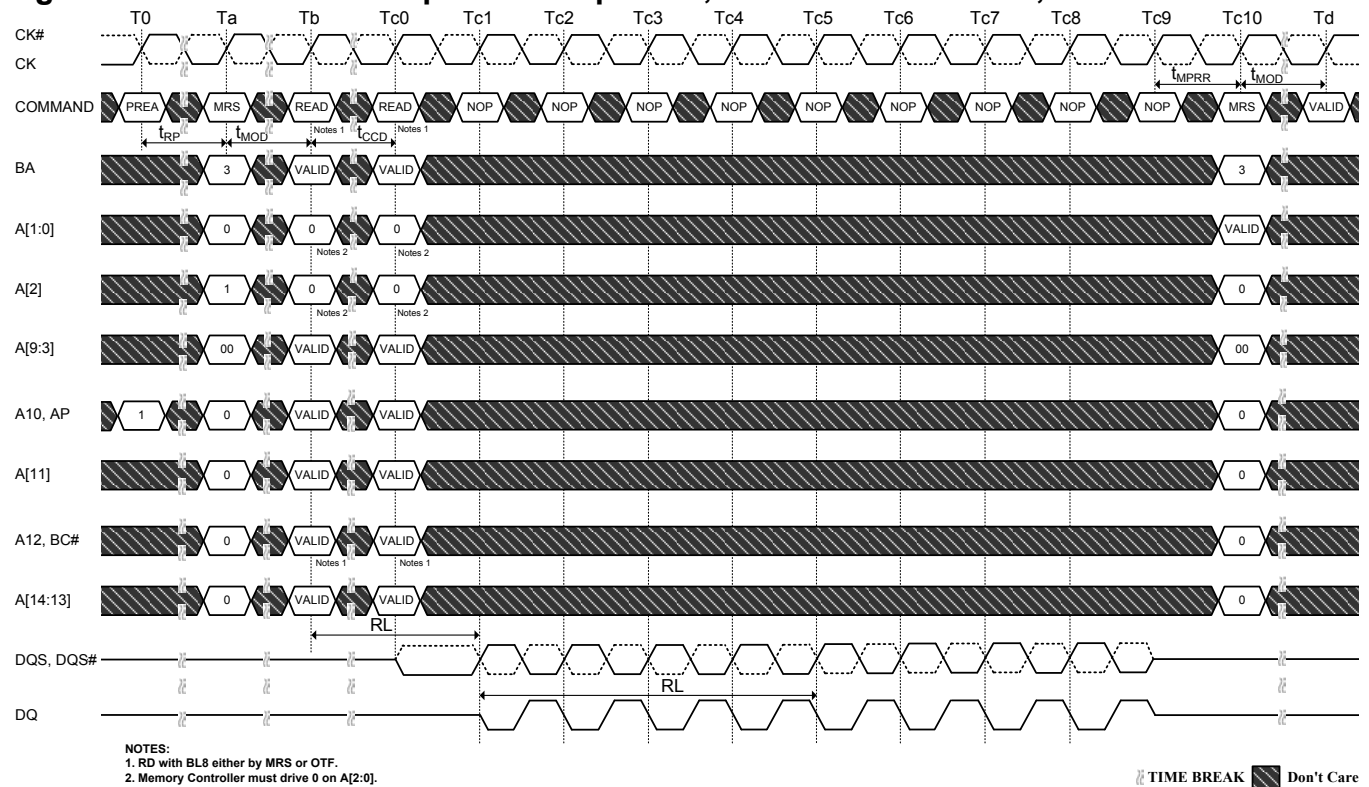 T0 Ta Tb Tc0 Tc1 Tc2 Tc3 Tc4 Tc5 Tc6 Tc7 Tc8 Tc9 Tc10 Td
CK#
CK
tMPRR tMOD
COMMAND PREA MRS READ READ NOP NOP NOP NOP NOP NOP NOP NOP NOP MRS VALID
Notes 1 Notes 1
tRP tMOD tCCD
BA 3 VALID VALID 3
A[1:0] 0 0 0 VALID
Notes 2 Notes 2
A[2] 1 0 0 0
Notes 2 Notes 2
A[9:3] 00 VALID VALID 00
A10, AP 1 0 VALID VALID 0
A[11] 0 VALID VALID 0
A12, BC# 0 VALID VALID 0
Notes 1 Notes 1
A[14:13] 0 VALID VALID 0
RL
DQS, DQS#
RL
DQ
NOTES:
1. RD with BL8 either by MRS or OTF.
2. Memory Controller must drive 0 on A[2:0].
TIME BREAK Don't Care